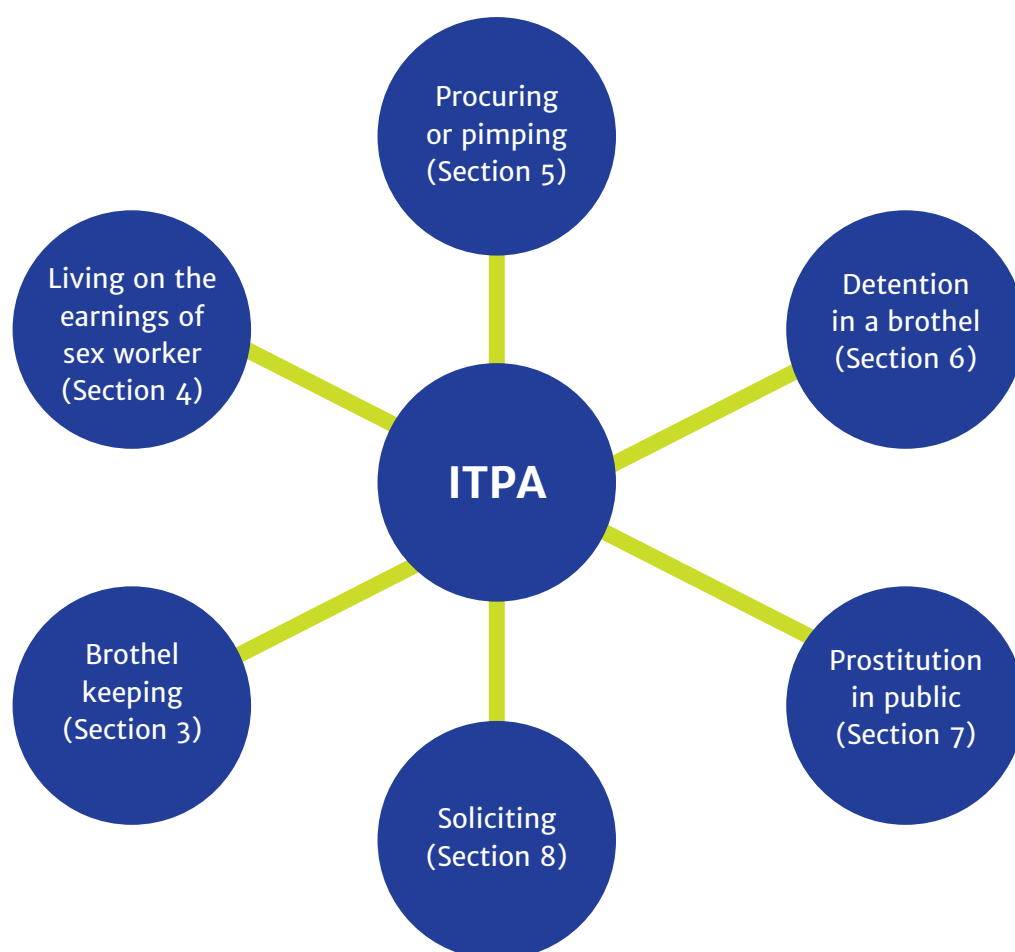 Procuring
or pimping
(Section 5)
Living on the
earnings of
sex worker
(Section 4)
Detention
in a brothel
(Section 6)
ITPA
Brothel
keeping
(Section 3)
Prostitution
in public
(Section 7)
Soliciting
(Section 8)